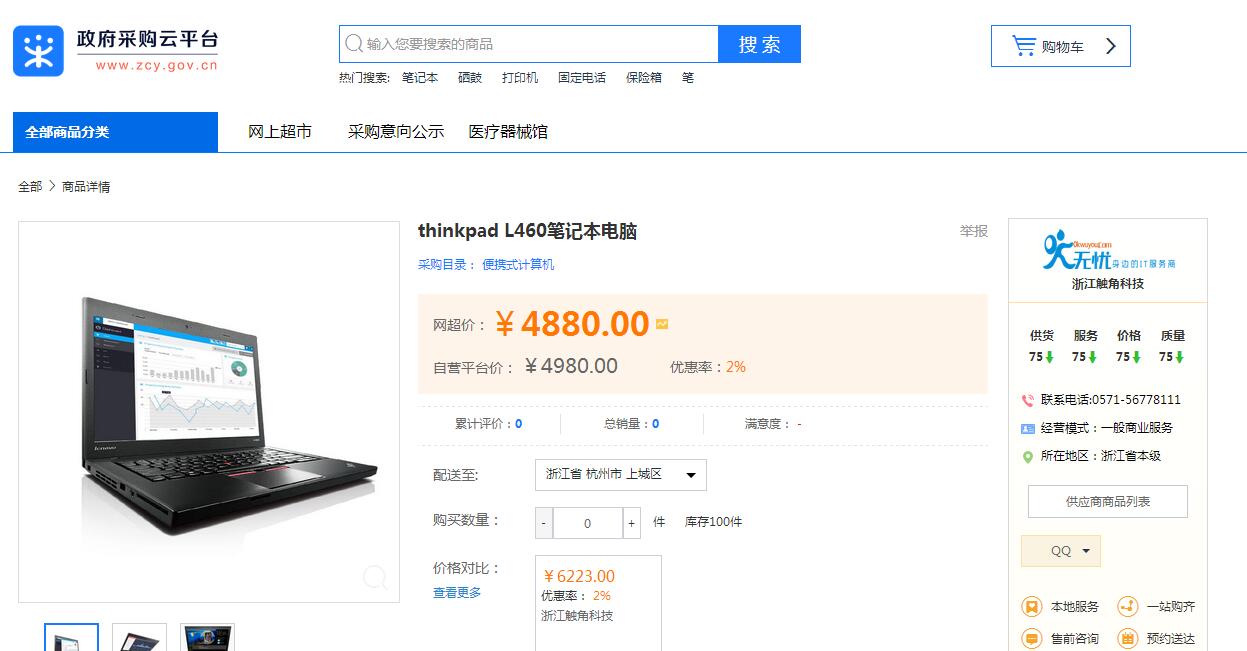 政府采购云平台
www.zcy.gov.cn
输入您要搜索的商品
搜索
购物车
热门搜索: 笔记本 硒鼓 打印机 固定电话 保险箱 笔
全部商品分类 网上超市 采购意向公示 医疗器械馆
全部 > 商品详情
thinkpad L460笔记本电脑
举报
采购目录： 便携式计算机
网超价： ￥4880.00
自营平台价： ￥4980.00 优惠率：2%
累计评价：0 总销量：0 满意度： -
配送至: 浙江省 杭州市 上城区
购买数量： - 0 + 件 库存100件
价格对比：
查看更多
￥6223.00
优惠率： 2%
浙江触角科技
lenovo
okwuyou.com
无忧 身边的IT服务商
浙江触角科技
供货 服务 价格 质量
75 75 75 75
联系电话:0571-56778111
经营模式：一般商业服务
所在地区：浙江省本级
供应商商品列表
QQ
本地服务 一站购齐
售前咨询 预约送达